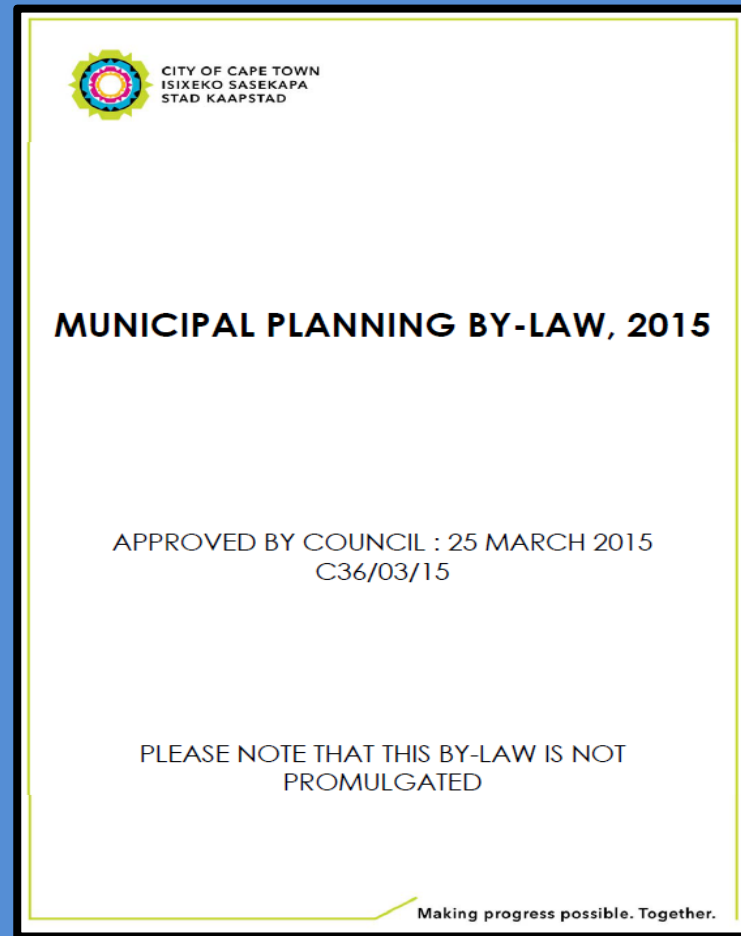 CITY OF CAPE TOWN
ISIXEKO SASEKAPA
STAD KAAPSTAD
MUNICIPAL PLANNING BY-LAW, 2015
APPROVED BY COUNCIL : 25 MARCH 2015
C36/03/15
PLEASE NOTE THAT THIS BY-LAW IS NOT
PROMULGATED
Making progress possible. Together.